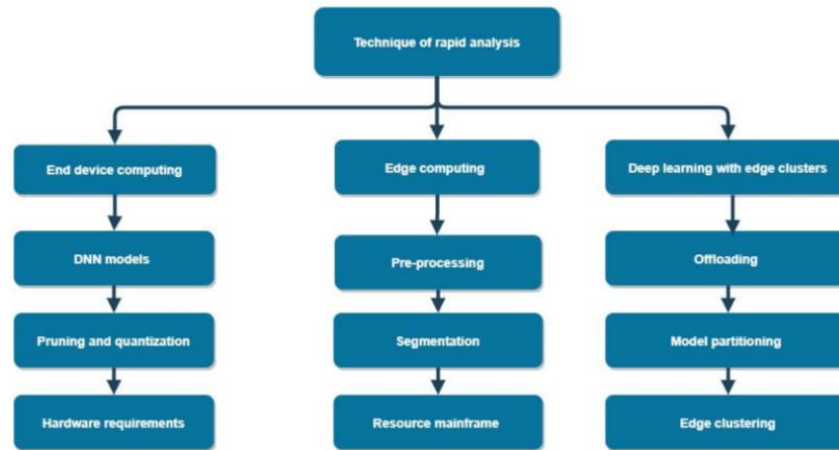 Technique of rapid analysis
End device computing
Edge computing
Deep learning with edge clusters
DNN models
Pre-processing
Offloading
Pruning and quantization
Segmentation
Model partitioning
Hardware requirements
Resource mainframe
Edge clustering